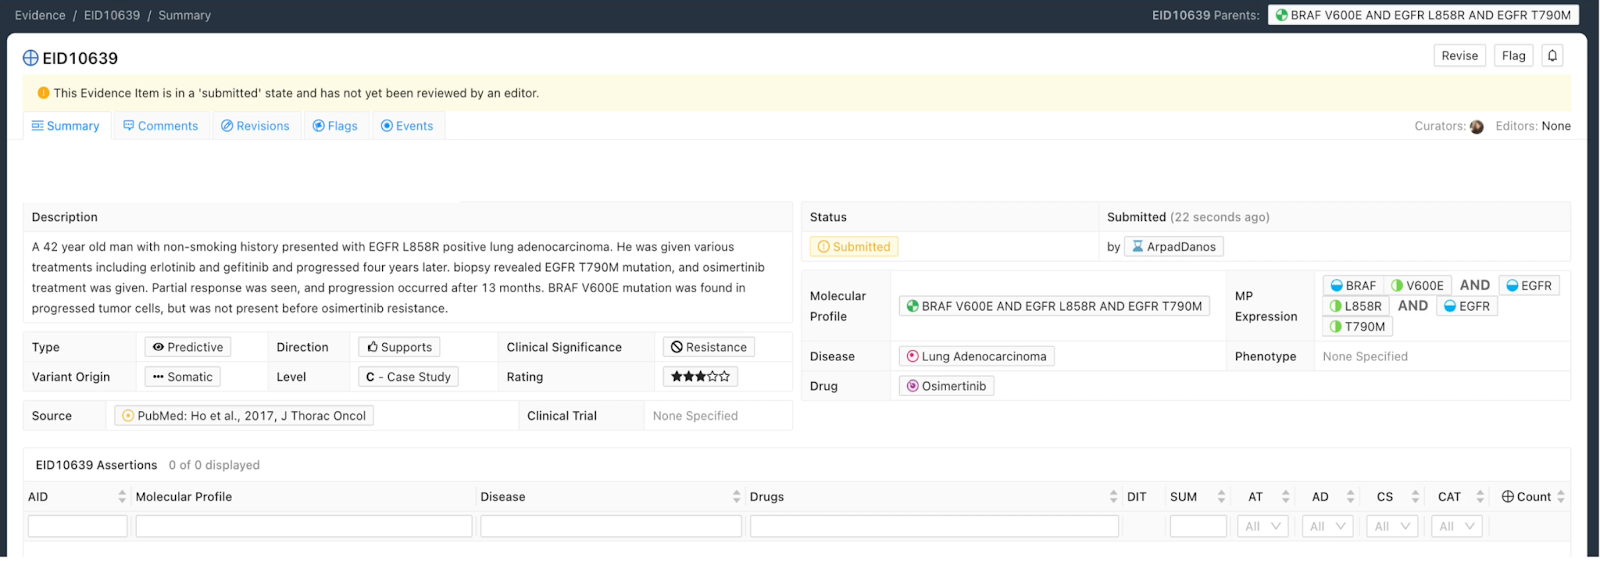 Evidence / EID10639 / Summary
EID10639 Parents: BRAF V600E AND EGFR L858R AND EGFR T790M
EID10639
Revise Flag
This Evidence Item is in a 'submitted' state and has not yet been reviewed by an editor.
Summary Comments Revisions Flags Events
Curators: Editors: None
Description
A 42 year old man with non-smoking history presented with EGFR L858R positive lung adenocarcinoma. He was given various
treatments including erlotinib and gefitinib and progressed four years later. biopsy revealed EGFR T790M mutation, and osimertinib
treatment was given. Partial response was seen, and progression occurred after 13 months. BRAF V600E mutation was found in
progressed tumor cells, but was not present before osimertinib resistance.
Type Predictive Direction Supports Clinical Significance Resistance
Variant Origin Somatic Level C - Case Study Rating
Source PubMed: Ho et al., 2017, J Thorac Oncol Clinical Trial None Specified
Status Submitted (22 seconds ago)
Submitted by ArpadDanos
Molecular
Profile
BRAF V600E AND EGFR L858R AND EGFR T790M
MP
Expression
BRAF V600E AND EGFR
L858R AND EGFR
T790M
Disease Lung Adenocarcinoma Phenotype None Specified
Drug Osimertinib
EID10639 Assertions 0 of 0 displayed
AID Molecular Profile Disease Drugs DIT SUM AT AD CS CAT Count
All All All All